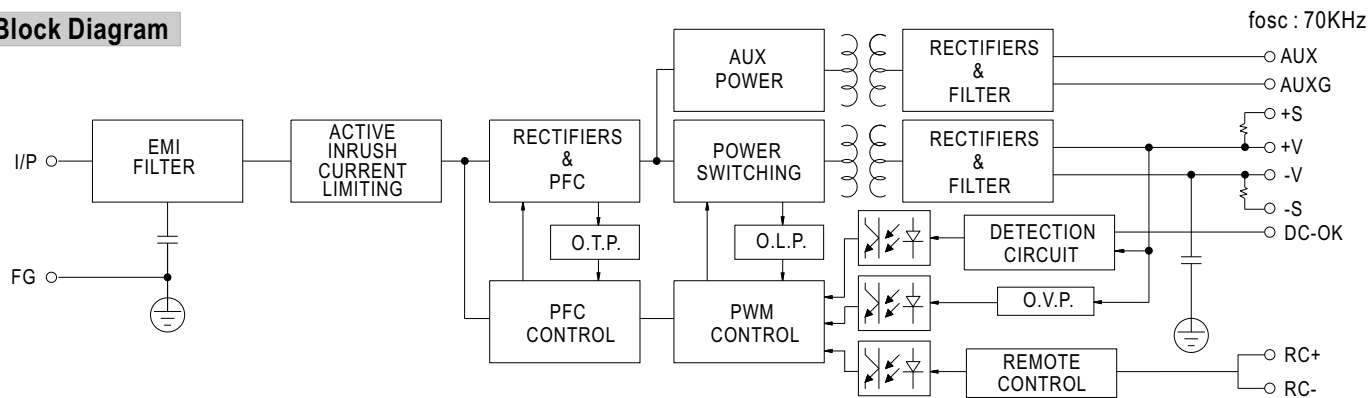 Block Diagram
fosc : 70KHz
AUX
POWER
RECTIFIERS
&
FILTER
AUX
AUXG
I/P
EMI
FILTER
ACTIVE
INRUSH
CURRENT
LIMITING
RECTIFIERS
&
PFC
POWER
SWITCHING
RECTIFIERS
&
FILTER
+S
+V
-V
-S
O.T.P.
O.L.P.
DETECTION
CIRCUIT
DC-OK
FG
PFC
CONTROL
PWM
CONTROL
O.V.P.
REMOTE
CONTROL
RC+
RC-